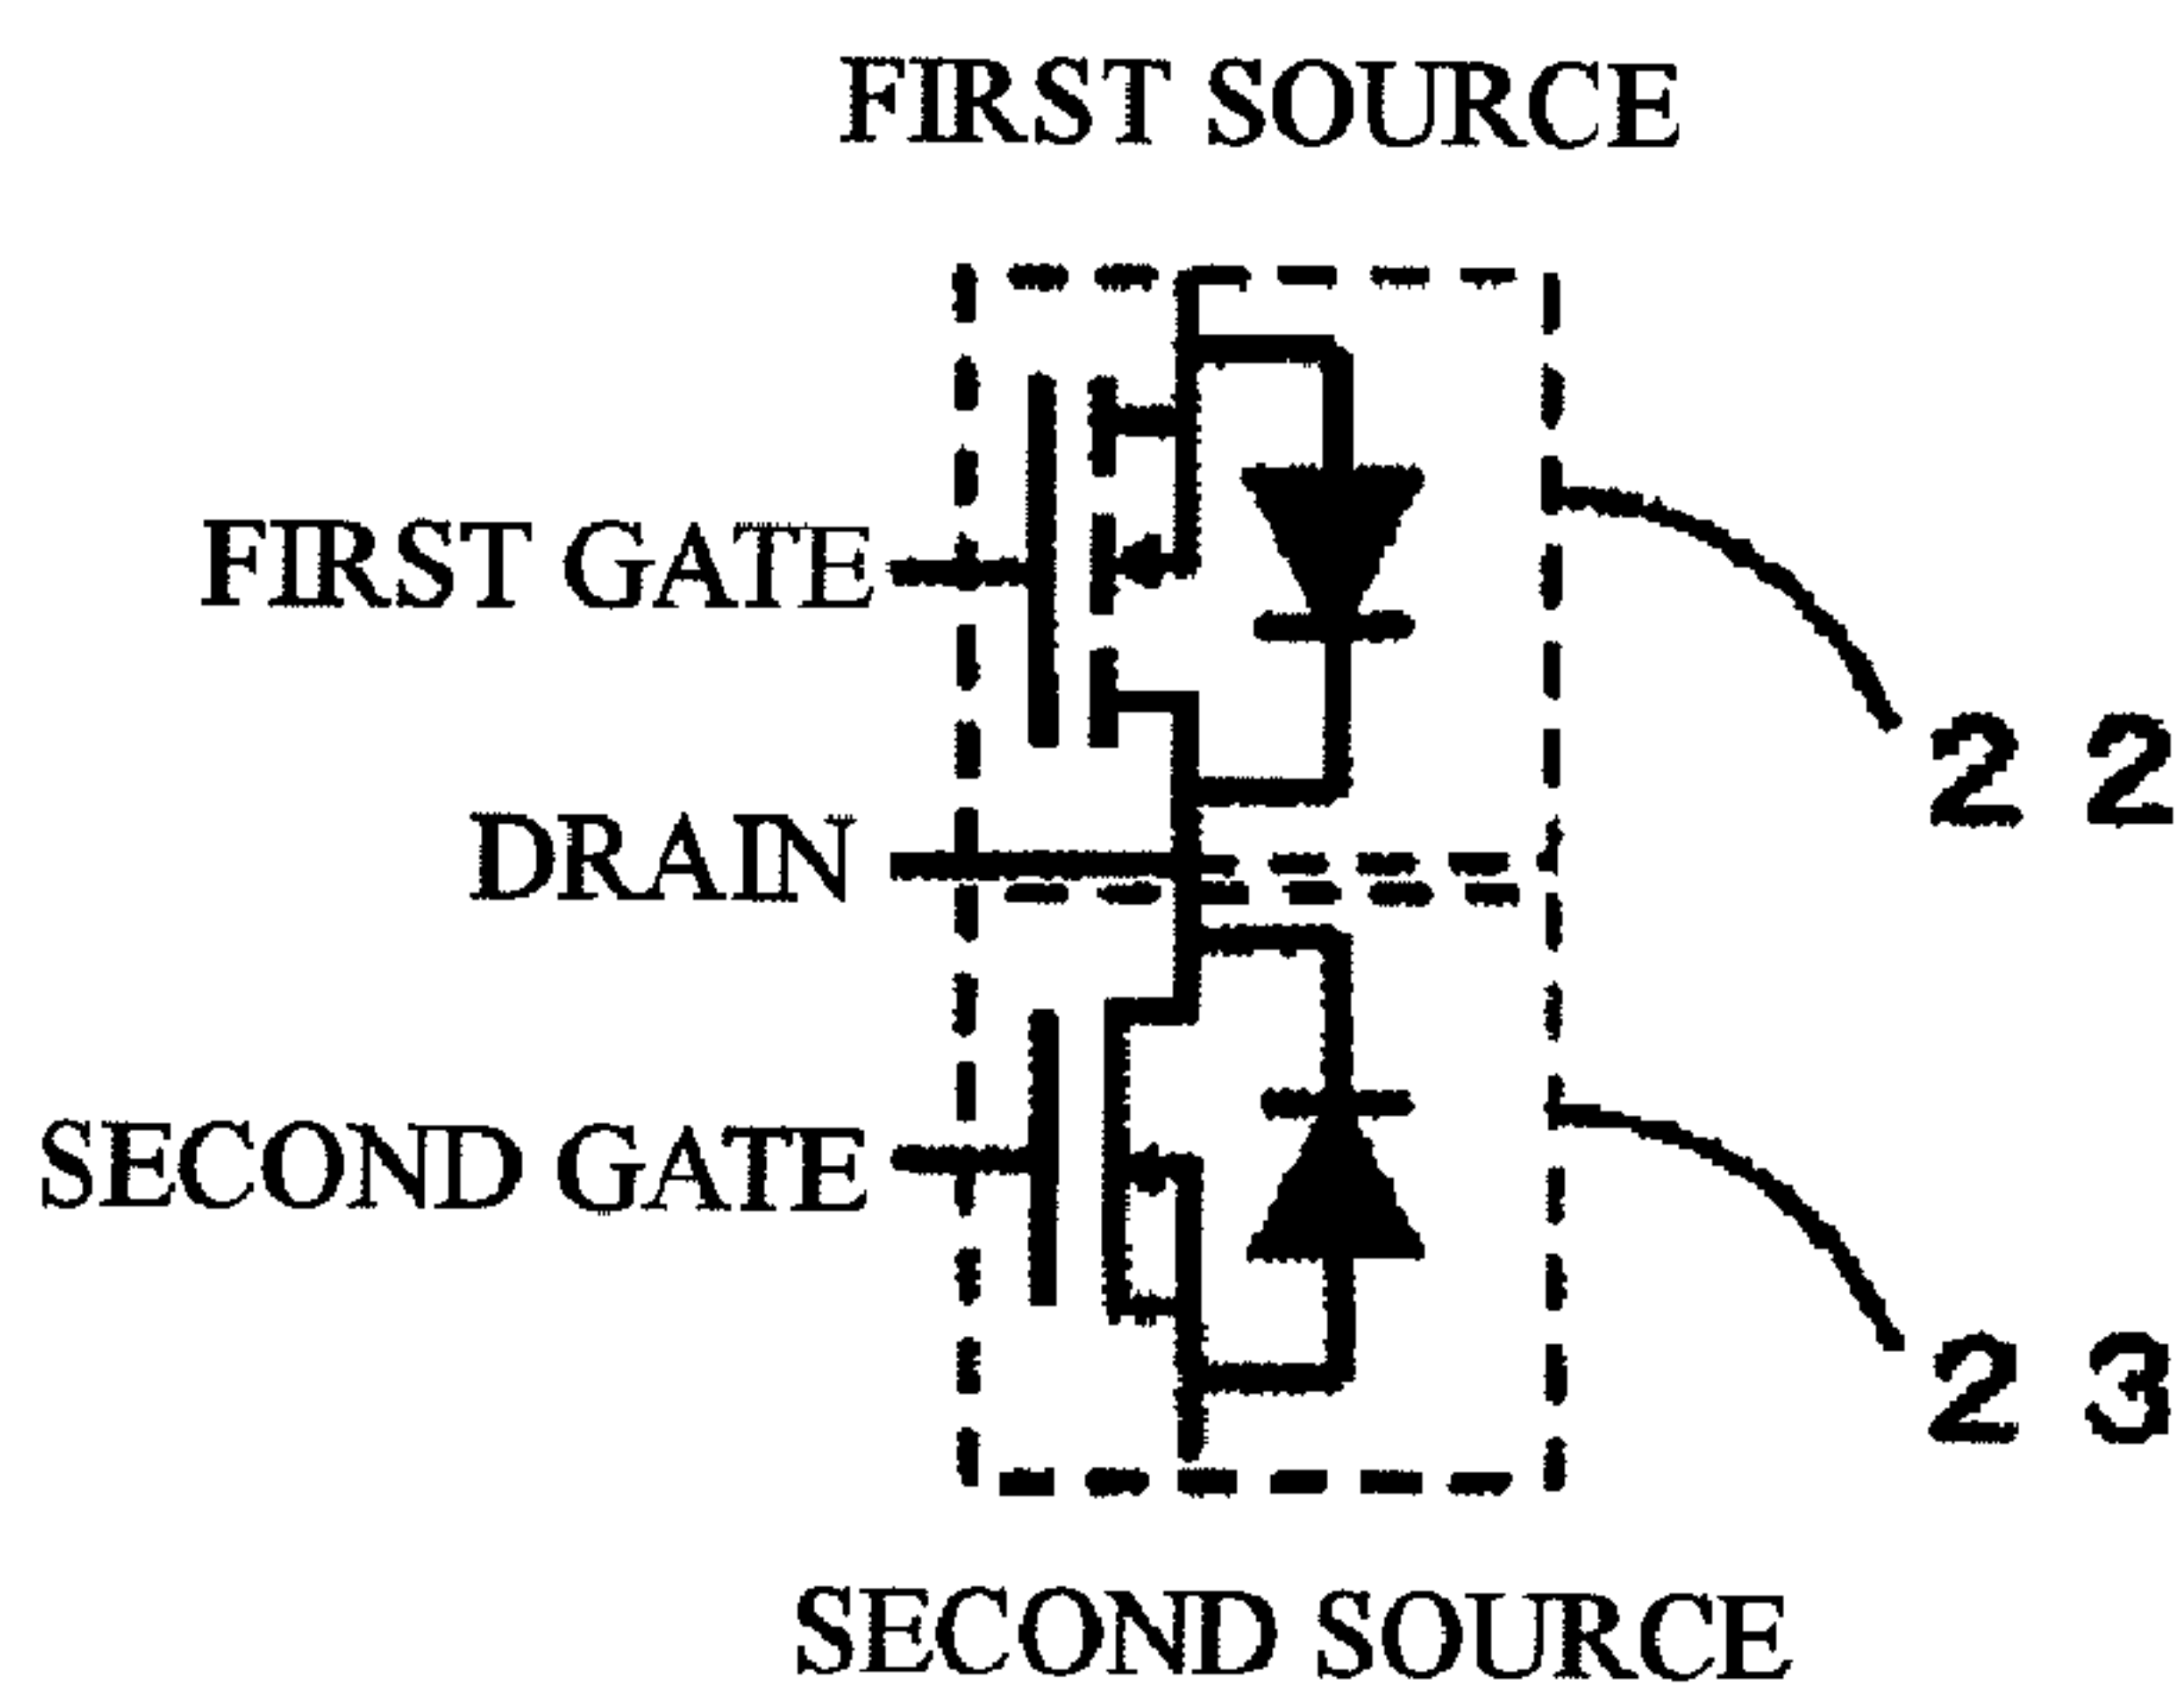 FIRST SOURCE
FIRST GATE
22
DRAIN
SECOND GATE
23
SECOND SOURCE